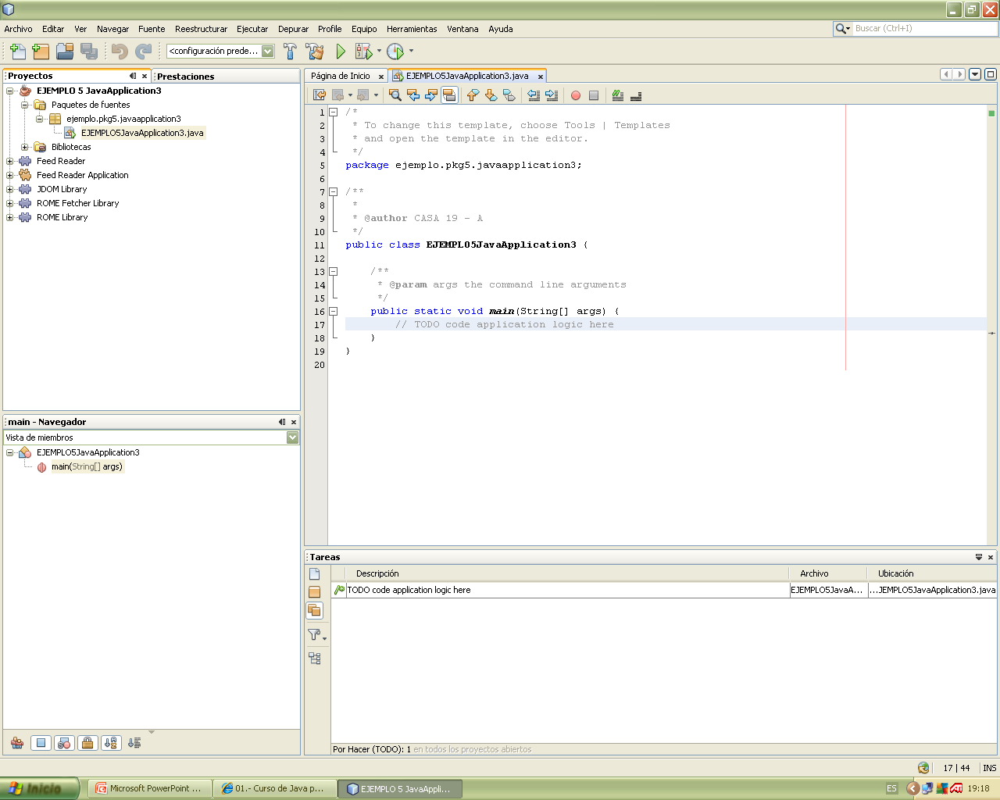 Archivo Editar Ver Navegar Fuente Reestructurar Ejecutar Depurar Profile Equipo Herramientas Ventana Ayuda
Buscar (Ctrl+I)
<configuración prede...
Proyectos
Prestaciones
EJEMPLO 5 JavaApplication3
Paquetes de fuentes
ejemplo.pkg5.javaapplication3
EJEMPLO5JavaApplication3.java
Bibliotecas
Feed Reader
Feed Reader Application
JDOM Library
ROME Fetcher Library
ROME Library
main - Navegador
Vista de miembros
EJEMPLO5JavaApplication3
main(String[] args)
Página de Inicio
EJEMPLO5JavaApplication3.java
1 /*
2 * To change this template, choose Tools | Templates
3 * and open the template in the editor.
4 */
5 package ejemplo.pkg5.javaapplication3;
6
7 /**
8 *
9 * @author CASA 19 - A
10 */
11 public class EJEMPLO5JavaApplication3 {
12
13 /**
14 * @param args the command line arguments
15 */
16 public static void main(String[] args) {
17 // TODO code application logic here
18 }
19 }
20
Tareas
Descripción Archivo Ubicación
TODO code application logic here EJEMPLO5JavaA... ...JEMPLO5JavaApplication3.java
Por Hacer (TODO): 1 en todos los proyectos abiertos
17 | 44 INS
Inicio Microsoft PowerPoint ... 01.- Curso de Java p... EJEMPLO 5 JavaAppli... ES 19:18